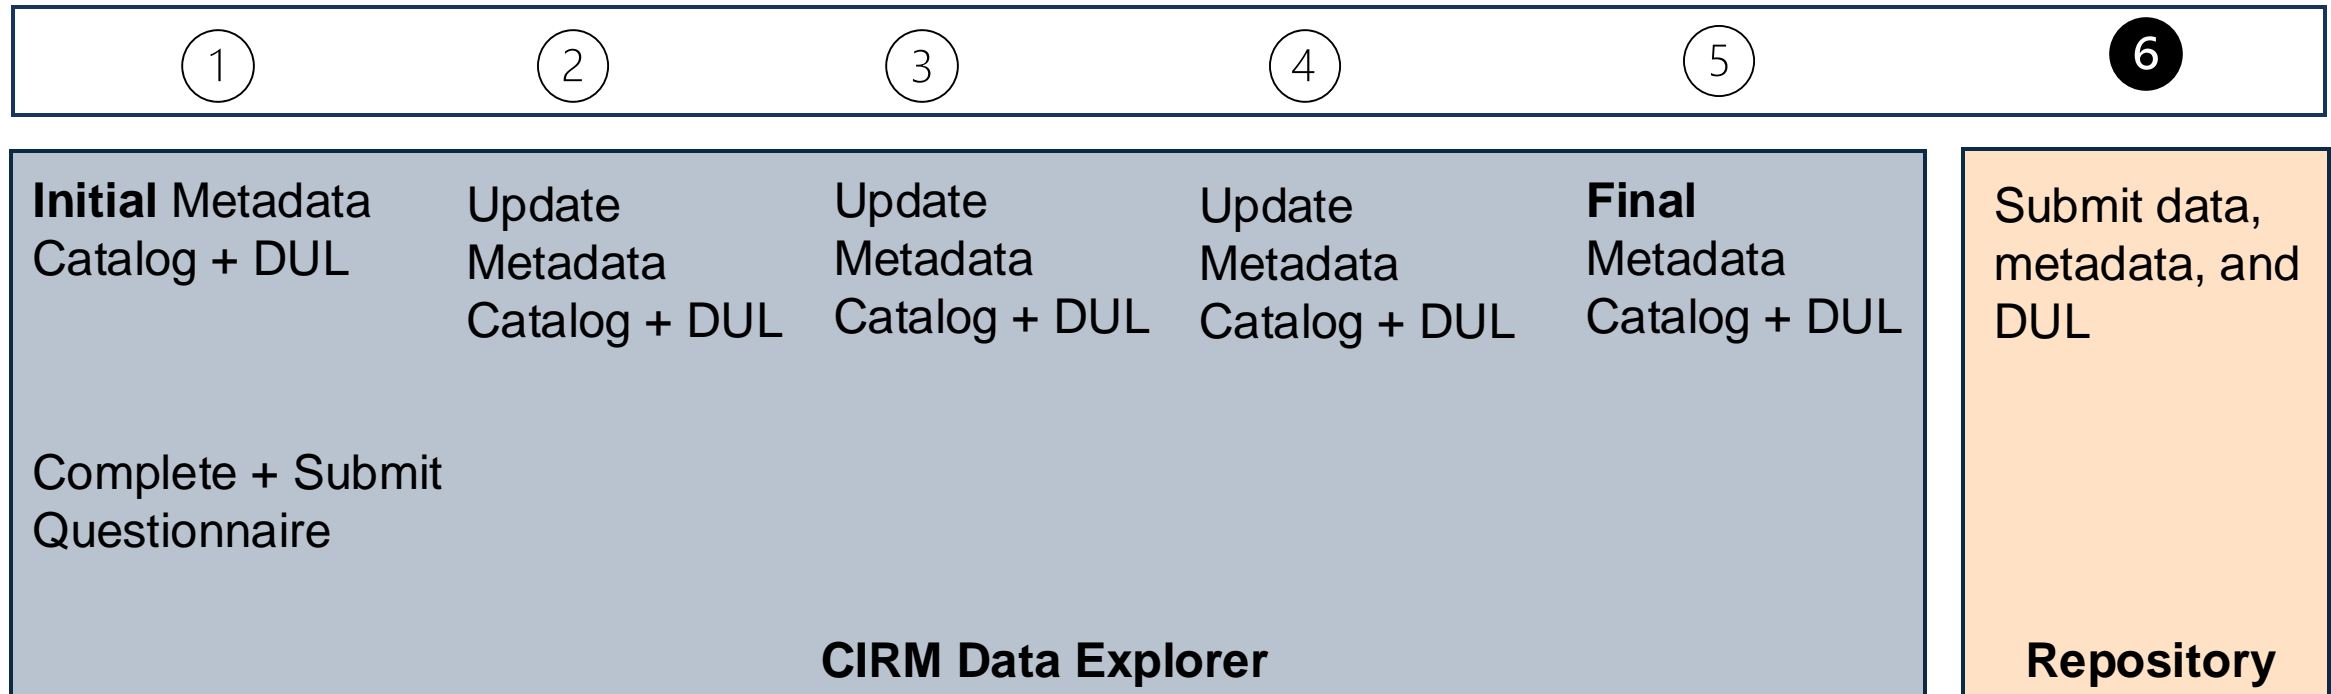 1
2
3
4
5
6
Initial Metadata
Catalog + DUL
Complete + Submit
Questionnaire
Update
Metadata
Catalog + DUL
Update
Metadata
Catalog + DUL
Update
Metadata
Catalog + DUL
Final
Metadata
Catalog + DUL
CIRM Data Explorer
Submit data,
metadata, and
DUL
Repository